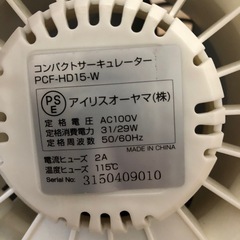 コンパクトサーキュレーター
PCF-HD15-W
PSE
アイリスオーヤマ(株)
定格電圧 AC100V
定格消費電力 31/29W
定格周波数 50/60Hz
電流ヒューズ 2A
温度ヒューズ 115℃
MADE IN CHINA
Serial No: 3150409010